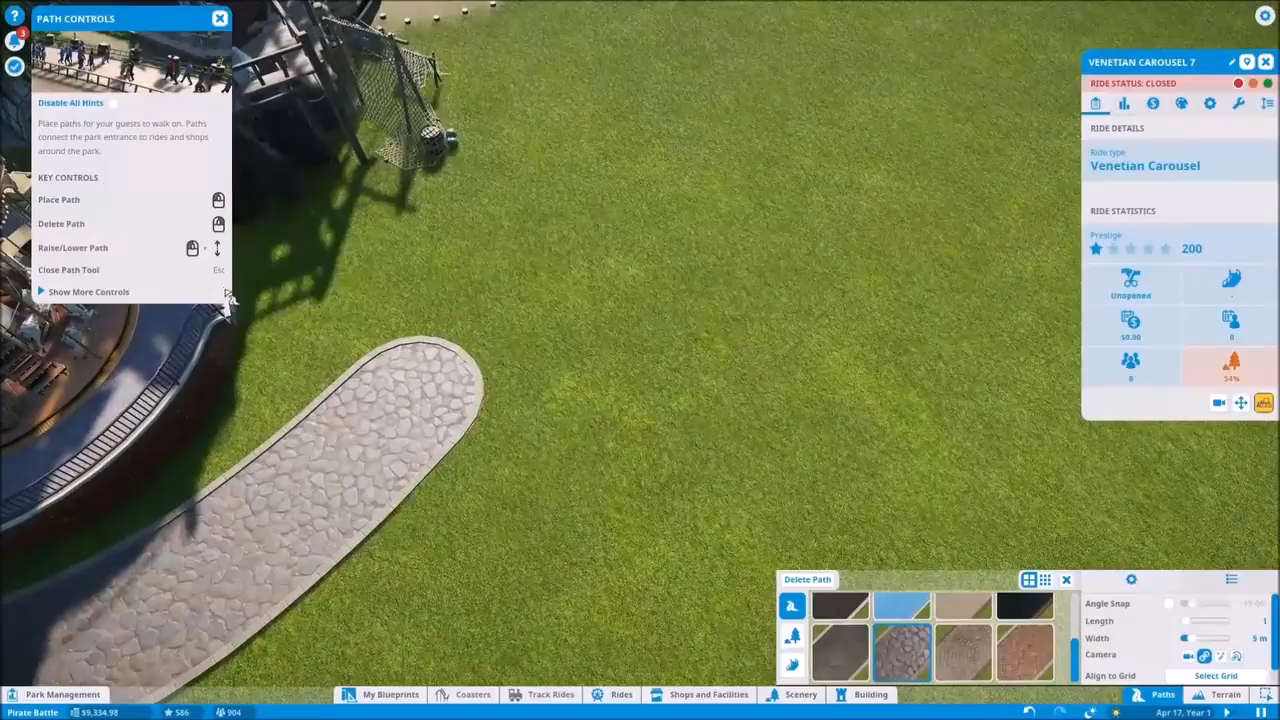 ?
PATH CONTROLS
3
Disable All Hints
Place paths for your guests to walk on. Paths
connect the park entrance to rides and shops
around the park.
KEY CONTROLS
Place Path
Delete Path
Raise/Lower Path
Close Path Tool Esc
Show More Controls
VENETIAN CAROUSEL 7
RIDE STATUS: CLOSED
RIDE DETAILS
Ride type
Venetian Carousel
RIDE STATISTICS
Prestige
200
Unopened -
$0.00 0
0 54%
Delete Path
Angle Snap
Length 1
Width 5 m
Camera
Align to Grid Select Grid
Park Management My Blueprints Coasters Track Rides Rides Shops and Facilities Scenery Building Paths Terrain
Pirate Battle $9,334.98 586 904 Apr 17, Year 1